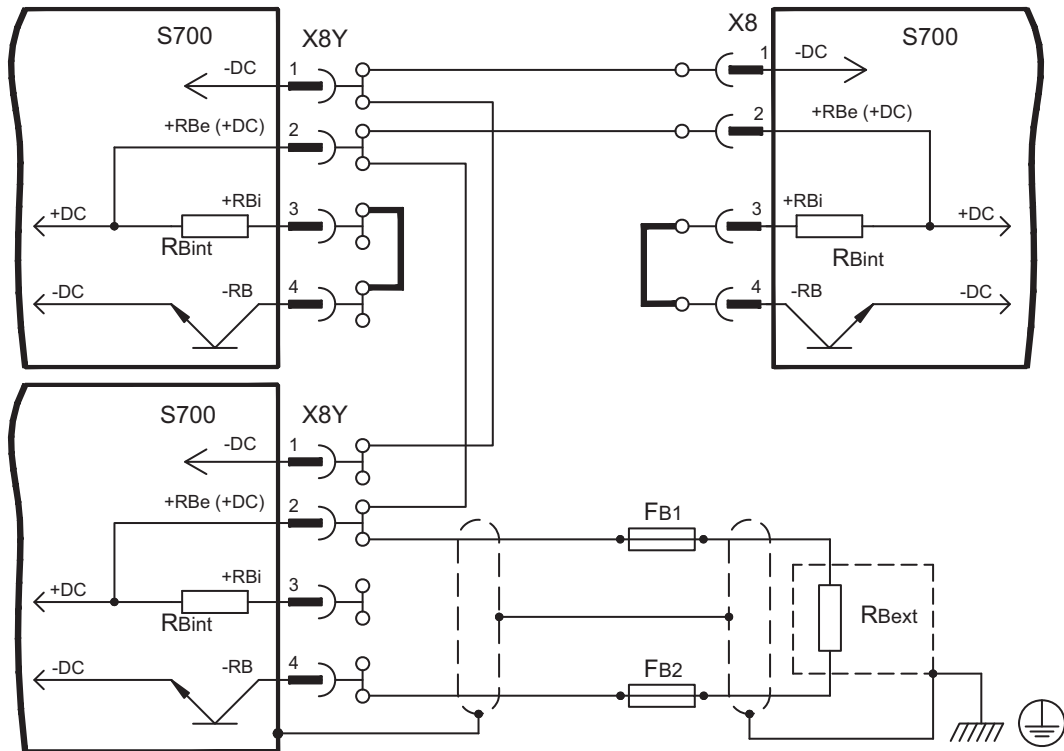 S700
X8Y
1
-DC
+RBe (+DC)
2
+DC
+RBi
3
RBint
-DC
-RB
4
X8
S700
1
-DC
2
+RBe (+DC)
3
+RBi
+DC
RBint
4
-RB
-DC
S700
X8Y
-DC
1
+RBe (+DC)
2
+DC
+RBi
3
RBint
-DC
-RB
4
FB1
RBext
FB2